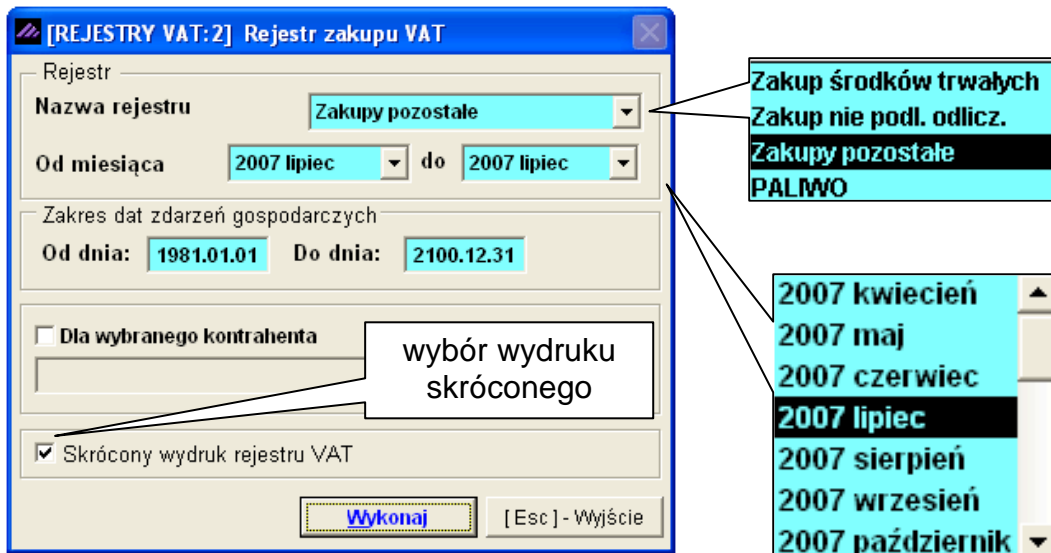 [REJESTRY VAT:2] Rejestr zakupu VAT
Rejestr
Nazwa rejestru
Zakupy pozostałe
Od miesiąca
2007 lipiec
do
2007 lipiec
Zakres dat zdarzeń gospodarczych
Od dnia:
1981.01.01
Do dnia:
2100.12.31
Dla wybranego kontrahenta
wybór wydruku
skróconego
Skrócony wydruk rejestru VAT
Wykonaj
[ Esc ] - Wyjście
Zakup środków trwałych
Zakup nie podl. odlicz.
Zakupy pozostałe
PALIWO
2007 kwiecień
2007 maj
2007 czerwiec
2007 lipiec
2007 sierpień
2007 wrzesień
2007 październik